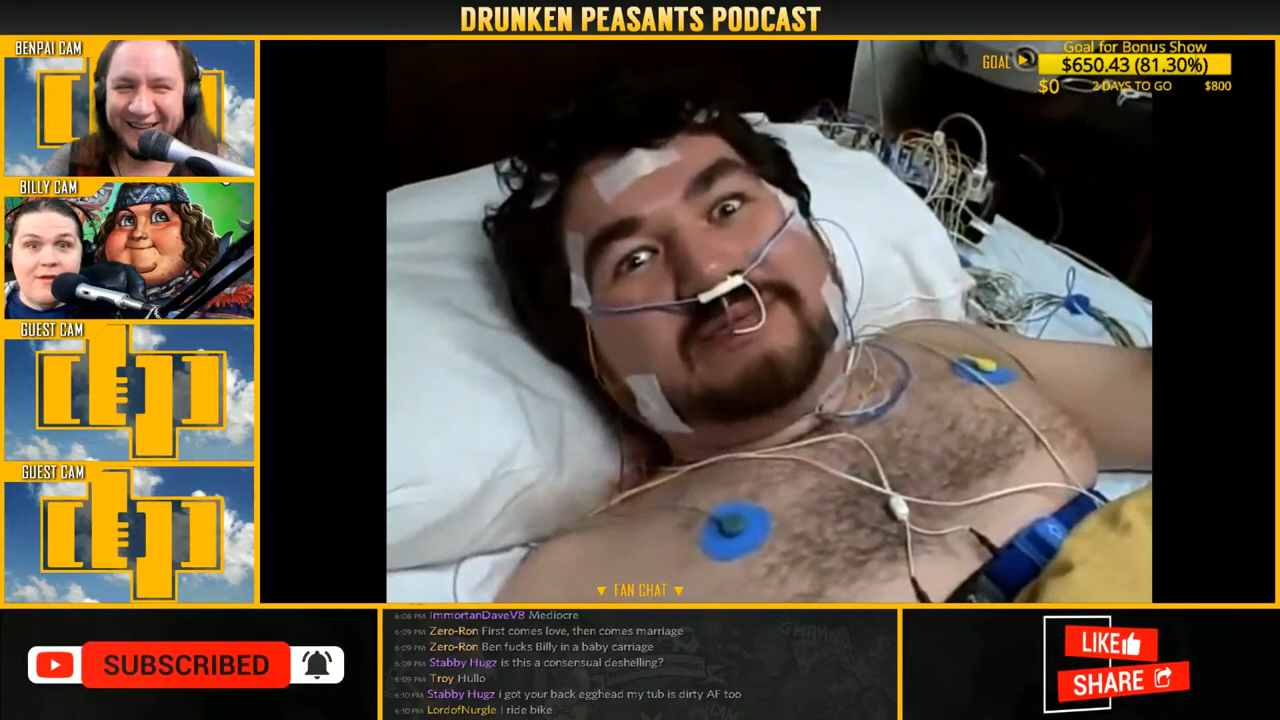 DRUNKEN PEASANTS PODCAST
BENPAI CAM
BILLY CAM
GUEST CAM
GUEST CAM
Goal for Bonus Show
GOAL
$650.43 (81.30%)
$0 2 DAYS TO GO $800
▼ FAN CHAT ▼
6:08 PM ImmortanDaveV8 Mediocre
6:09 PM Zero-Ron First comes love, then comes marriage
6:09 PM Zero-Ron Ben fucks Billy in a baby carriage
6:09 PM Stabby Hugz is this a consensual deshelling?
6:09 PM Troy Hullo
6:10 PM Stabby Hugz i got your back egghead my tub is dirty AF too
6:10 PM LordofNurgle I ride bike
SUBSCRIBED
LIKE
SHARE